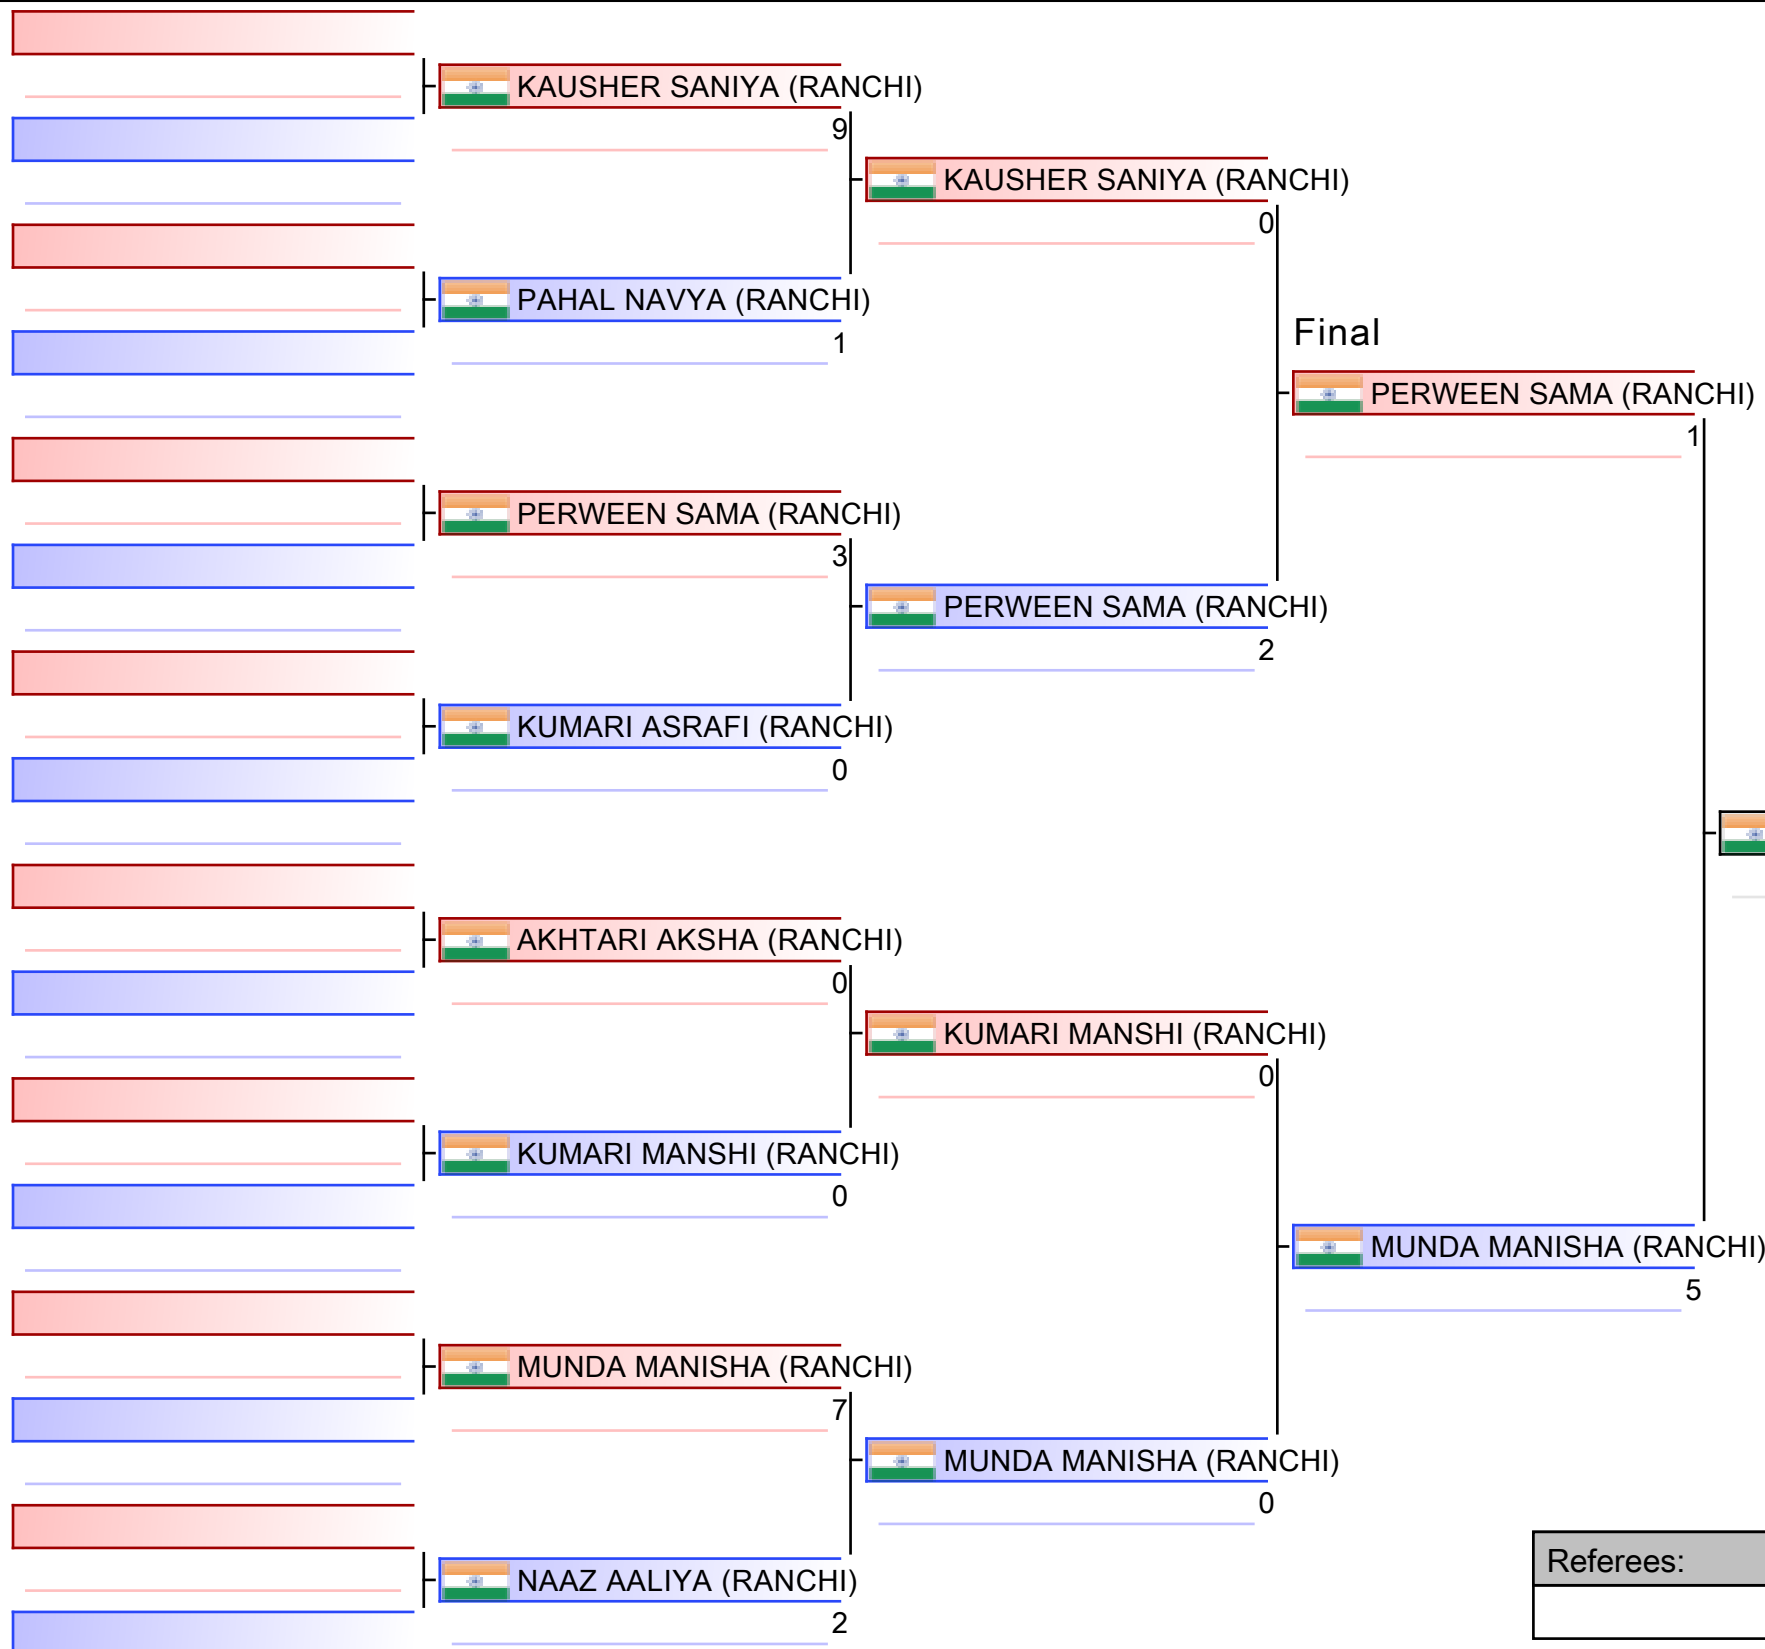 KAUSHER SANIYA (RANCHI)
9
KAUSHER SANIYA (RANCHI)
0
PAHAL NAVYA (RANCHI)
1
Final
PERWEEN SAMA (RANCHI)
1
PERWEEN SAMA (RANCHI)
3
PERWEEN SAMA (RANCHI)
2
KUMARI ASRAFI (RANCHI)
0
AKHTARI AKSHA (RANCHI)
0
KUMARI MANSHI (RANCHI)
0
KUMARI MANSHI (RANCHI)
0
MUNDA MANISHA (RANCHI)
5
MUNDA MANISHA (RANCHI)
7
MUNDA MANISHA (RANCHI)
0
NAAZ AALIYA (RANCHI)
2
Referees: